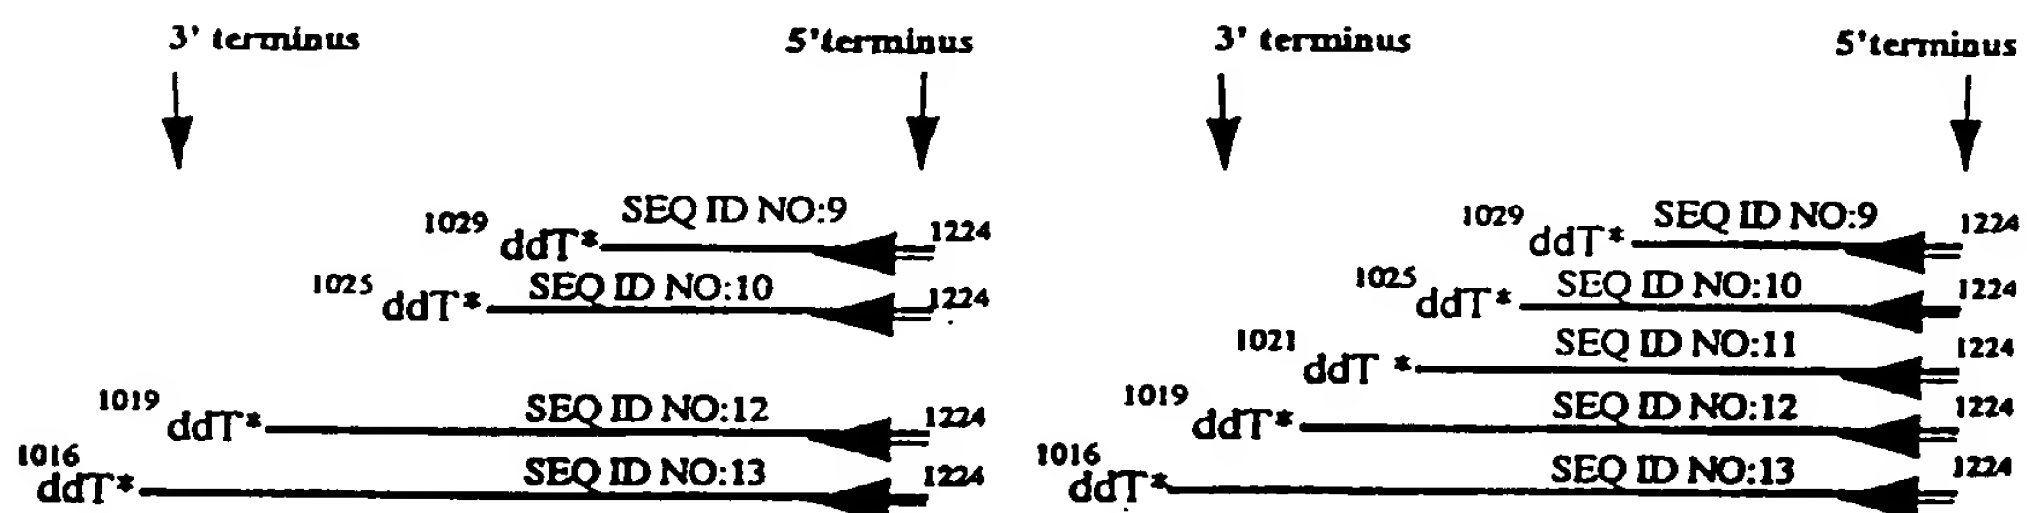 3' terminus
5'terminus
1029 ddT*
SEQ ID NO:9
1224
1025 ddT*
SEQ ID NO:10
1224
1019 ddT*
SEQ ID NO:12
1224
1016 ddT*
SEQ ID NO:13
1224
3' terminus
5'terminus
1029 ddT*
SEQ ID NO:9
1224
1025 ddT*
SEQ ID NO:10
1224
1021 ddT *
SEQ ID NO:11
1224
1019 ddT*
SEQ ID NO:12
1224
1016 ddT*
SEQ ID NO:13
1224